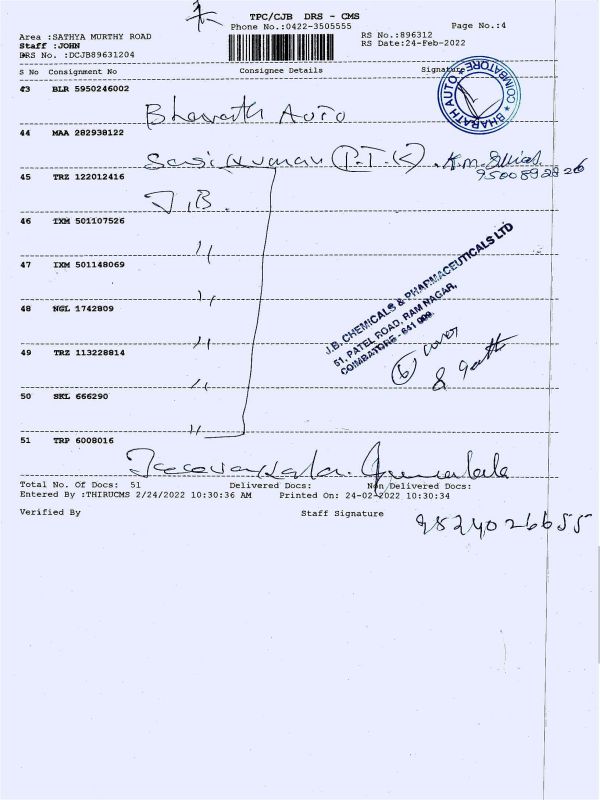 TPC/CJB DRS - CMS
Phone No.:0422-3505555
Page No.:4
Area :SATHYA MURTHY ROAD
RS No.:896312
Staff :JOHN
RS Date:24-Feb-2022
DRS No. :DCJB89631204
S No Consignment No Consignee Details Signature
43 BLR 5950246002
Bharath Auto
BHARATH AUTO
COIMBATORE
44 MAA 282938122
Sasikumar (P.T.K)
45 TRZ 122012416
J.B.
46 IXM 501107526
"
47 IXM 501148069
"
48 NGL 1742809
"
49 TRZ 113228814
"
50 SKL 666290
"
J.B. CHEMICALS & PHARMACEUTICALS LTD
51, PATEL ROAD, RAM NAGAR,
COIMBATORE - 641 009.
(6) cover
51 TRP 6008016
Total No. Of Docs: 51 Delivered Docs: Non Delivered Docs:
Entered By :THIRUCMS 2/24/2022 10:30:36 AM Printed On: 24-02-2022 10:30:34
Verified By Staff Signature